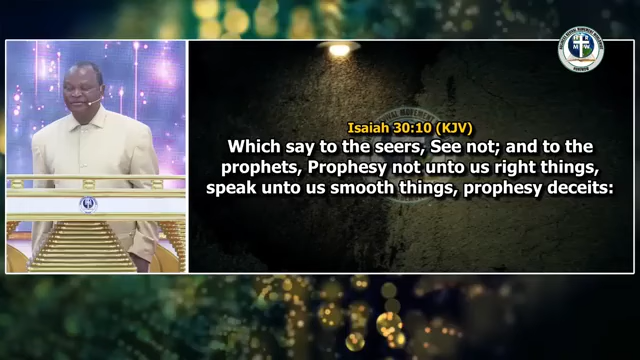 Isaiah 30:10 (KJV)
Which say to the seers, See not; and to the
prophets, Prophesy not unto us right things,
speak unto us smooth things, prophesy deceits: